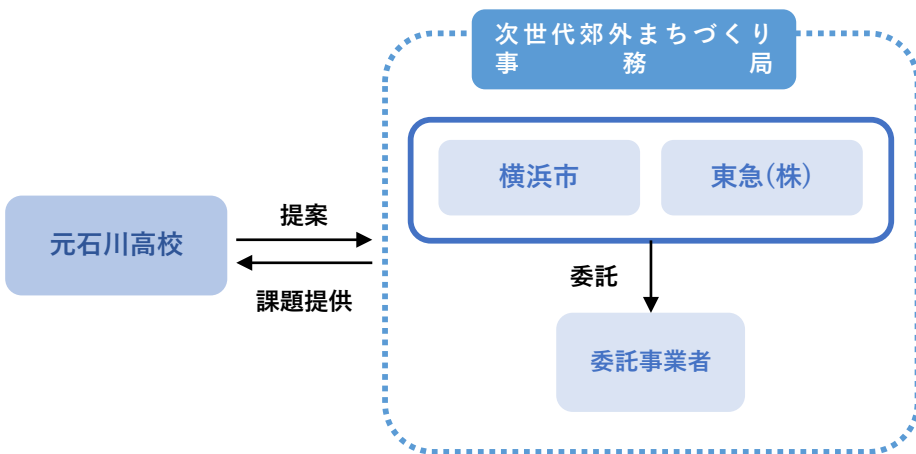 次世代郊外まちづくり
事務局
横浜市
東急(株)
提案
元石川高校
課題提供
委託
委託事業者